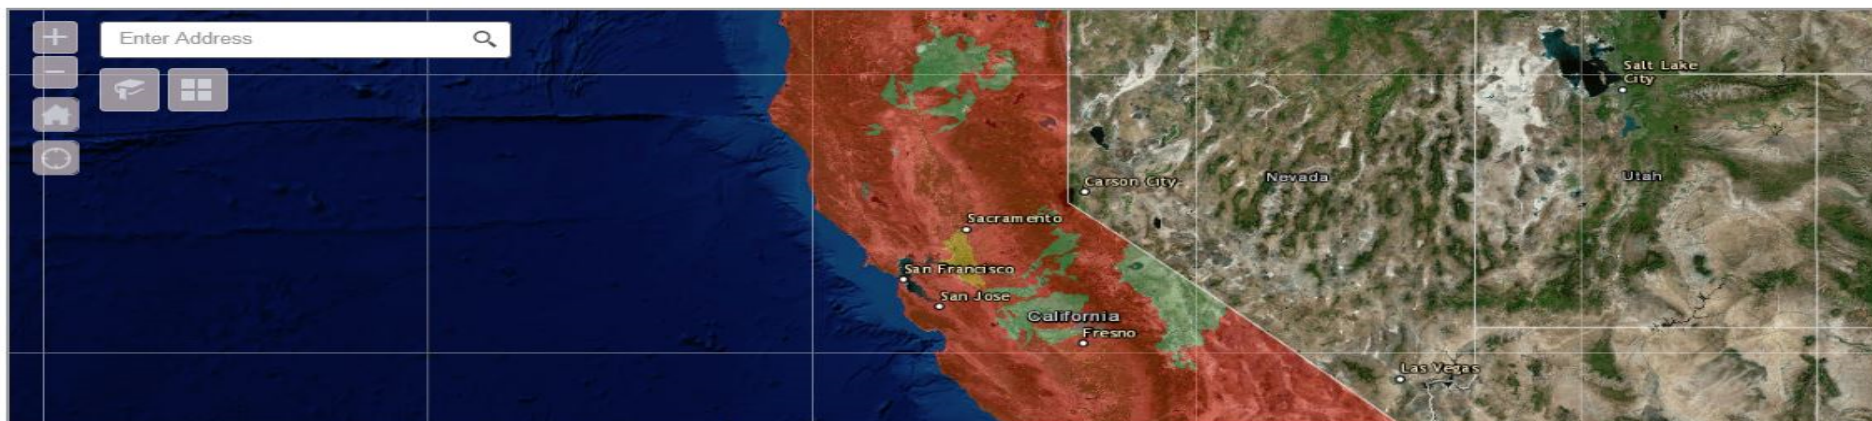 Enter Address
Salt Lake
City
Carson City
Nevada
Utah
Sacramento
San Francisco
San Jose
California
Fresno
Las Vegas